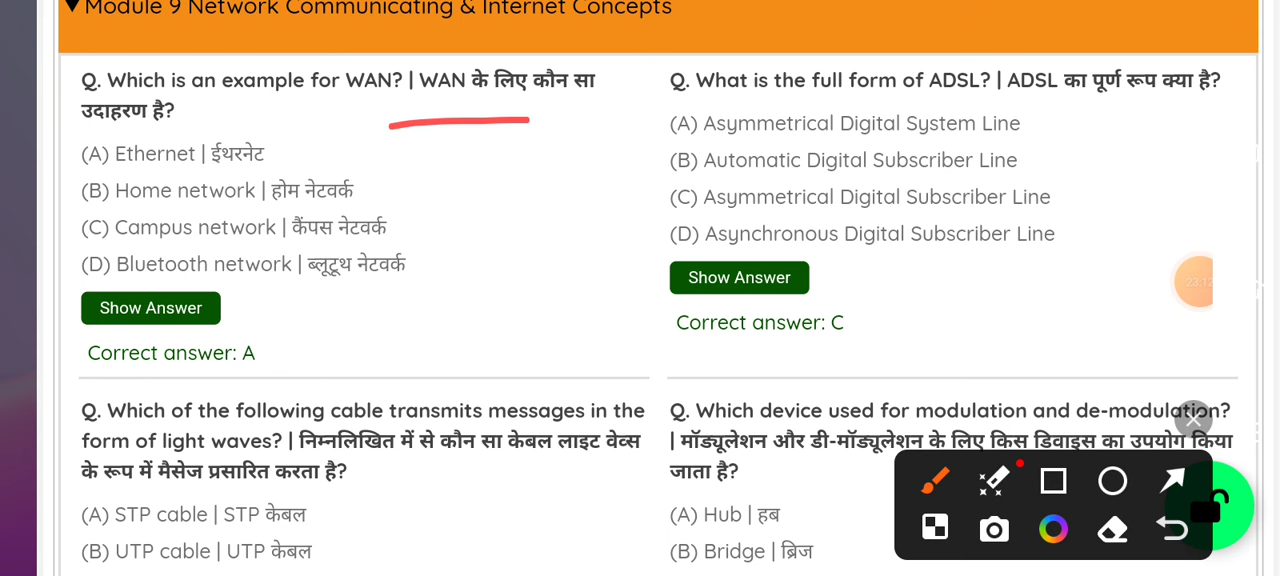 ▼Module 9 Network Communicating & Internet Concepts
Q. Which is an example for WAN? | WAN के लिए कौन सा
उदाहरण है?
(A) Ethernet | ईथरनेट
(B) Home network | होम नेटवर्क
(C) Campus network | कैंपस नेटवर्क
(D) Bluetooth network | ब्लूटूथ नेटवर्क
Show Answer
Correct answer: A
Q. What is the full form of ADSL? | ADSL का पूर्ण रूप क्या है?
(A) Asymmetrical Digital System Line
(B) Automatic Digital Subscriber Line
(C) Asymmetrical Digital Subscriber Line
(D) Asynchronous Digital Subscriber Line
Show Answer
Correct answer: C
23:12
Q. Which of the following cable transmits messages in the
form of light waves? | निम्नलिखित में से कौन सा केबल लाइट वेव्स
के रूप में मैसेज प्रसारित करता है?
(A) STP cable | STP केबल
(B) UTP cable | UTP केबल
Q. Which device used for modulation and de-modulation?
| मॉड्यूलेशन और डी-मॉड्यूलेशन के लिए किस डिवाइस का उपयोग किया
जाता है?
(A) Hub | हब
(B) Bridge | ब्रिज